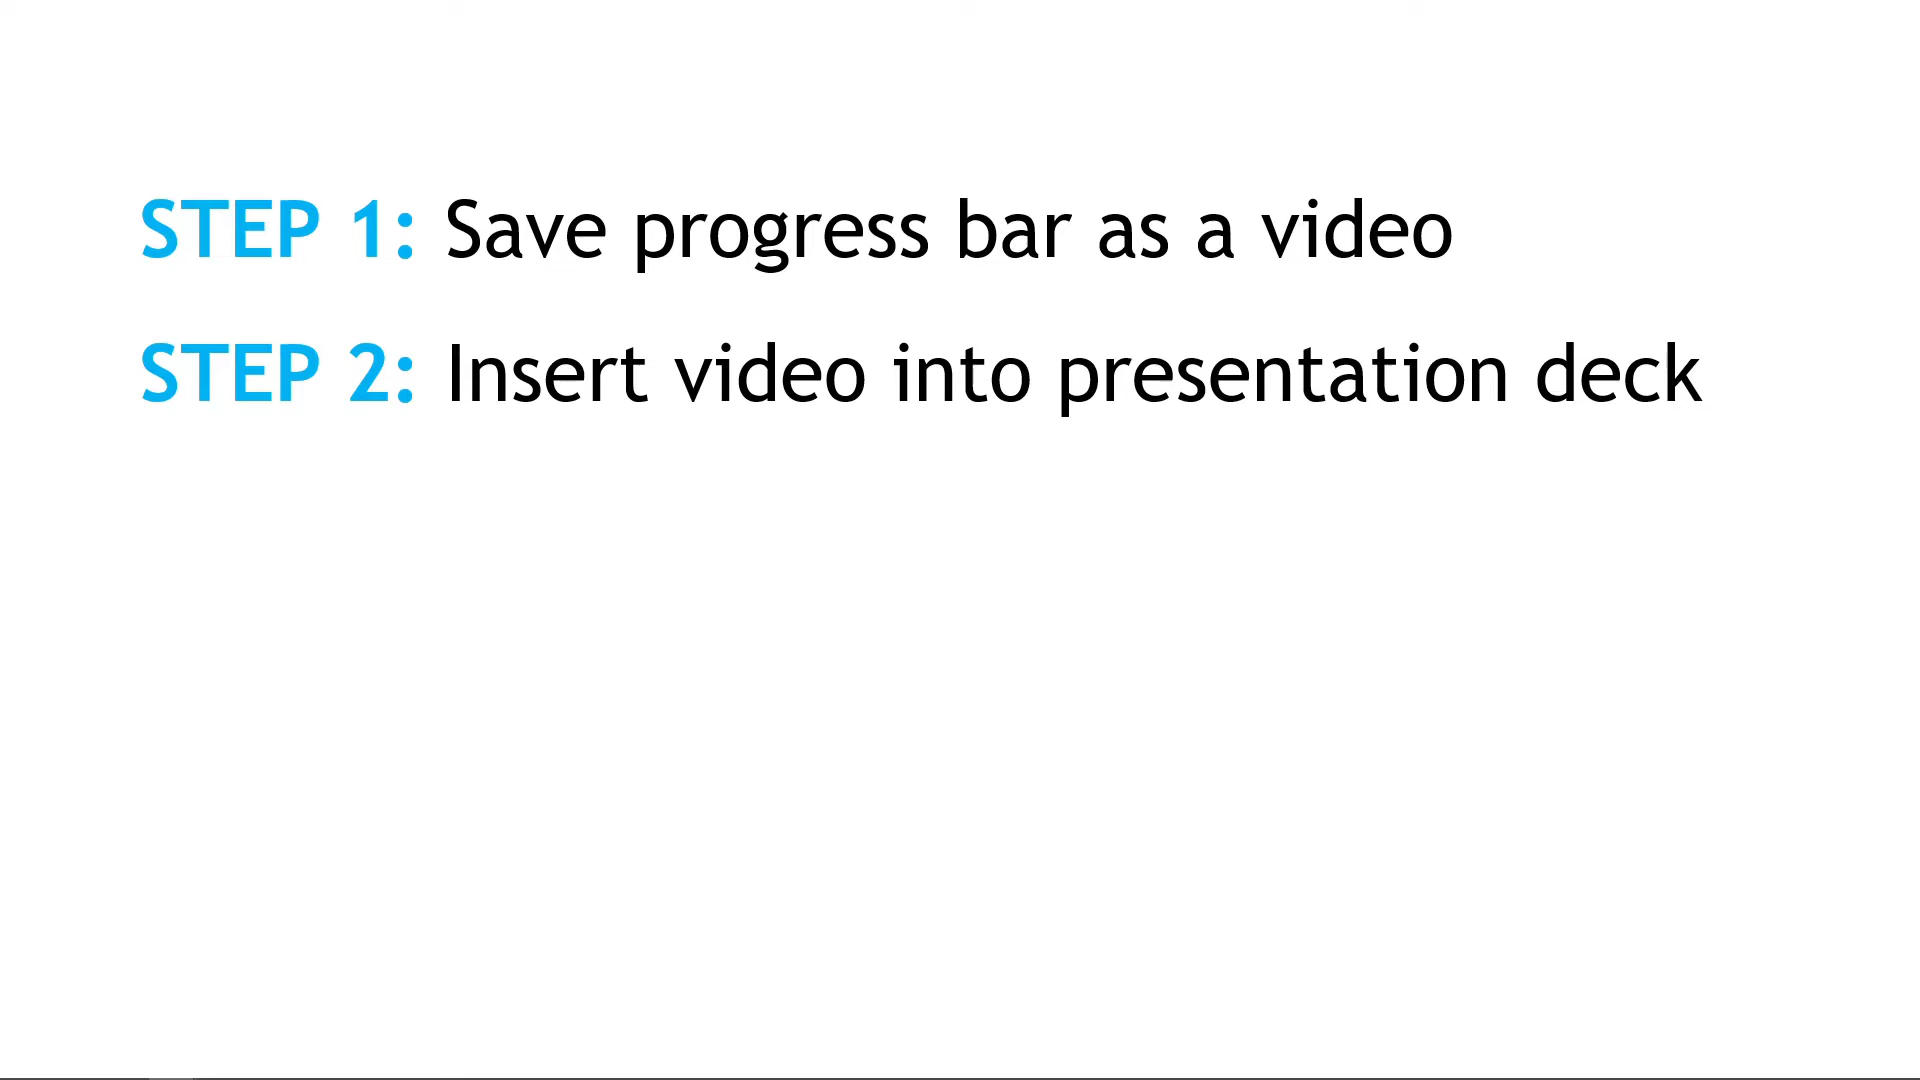 STEP 1: Save progress bar as a video
STEP 2: Insert video into presentation deck